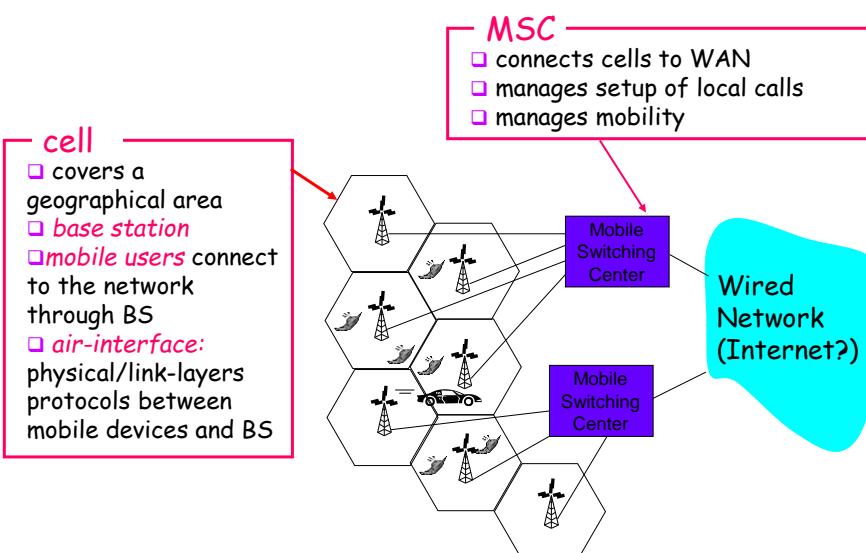 MSC
❑ connects cells to WAN
❑ manages setup of local calls
❑ manages mobility
cell
❑ covers a
geographical area
❑ base station
❑mobile users connect
to the network
through BS
❑ air-interface:
physical/link-layers
protocols between
mobile devices and BS
Mobile
Switching
Center
Wired
Network
(Internet?)
Mobile
Switching
Center